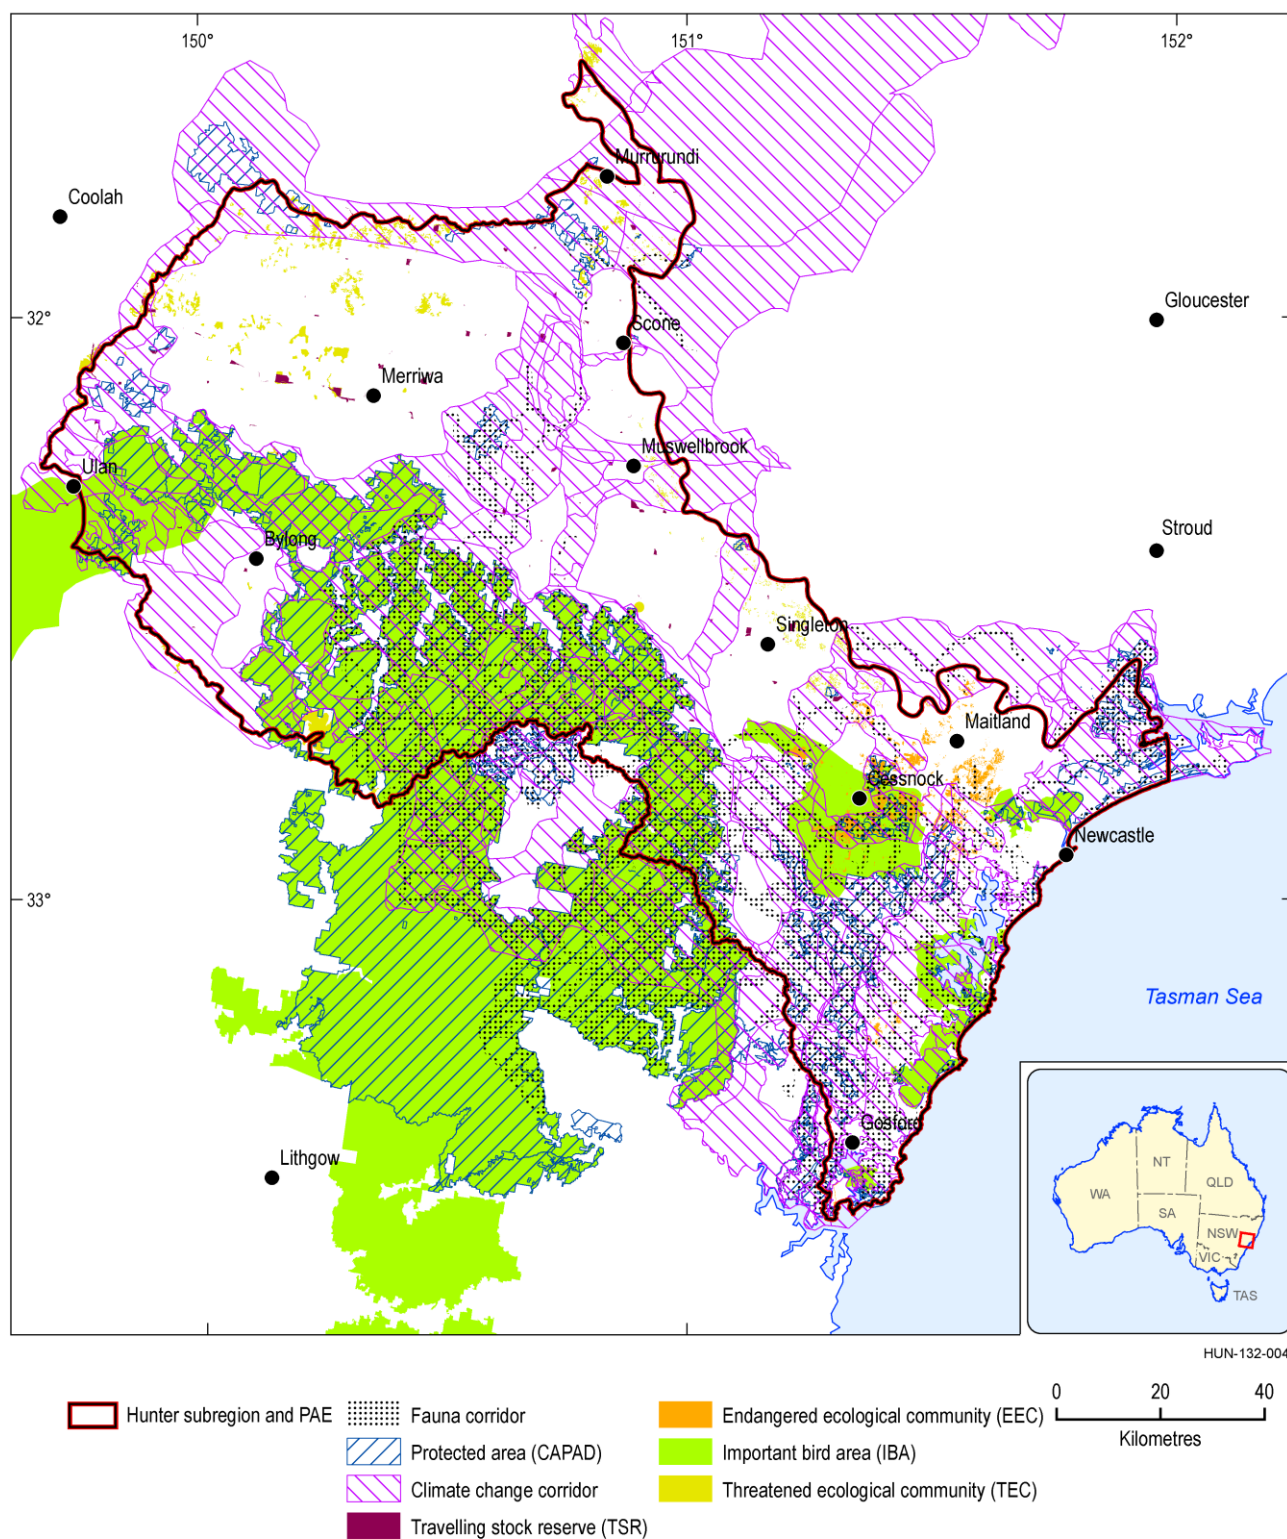 150°
151°
152°
Murrurundi
Coolah
Gloucester
32°
Scone
Merriwa
Muswellbrook
Ulan
Stroud
Bylong
Singleton
Maitland
Cessnock
Newcastle
33°
Tasman Sea
Gosford
Lithgow
NT
QLD
WA
SA
NSW
VIC
TAS
HUN-132-004
0 20 40
Kilometres
Hunter subregion and PAE
Fauna corridor
Protected area (CAPAD)
Climate change corridor
Travelling stock reserve (TSR)
Endangered ecological community (EEC)
Important bird area (IBA)
Threatened ecological community (TEC)